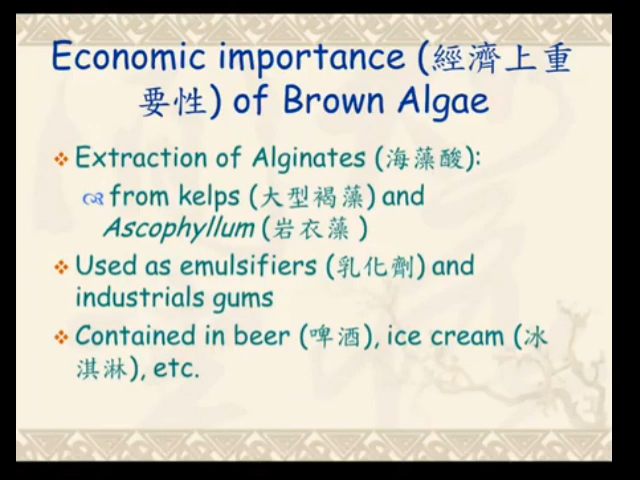 Economic importance (經濟上重
要性) of Brown Algae
Extraction of Alginates (海藻酸):
from kelps (大型褐藻) and
Ascophyllum (岩衣藻 )
Used as emulsifiers (乳化劑) and
industrials gums
Contained in beer (啤酒), ice cream (冰
淇淋), etc.